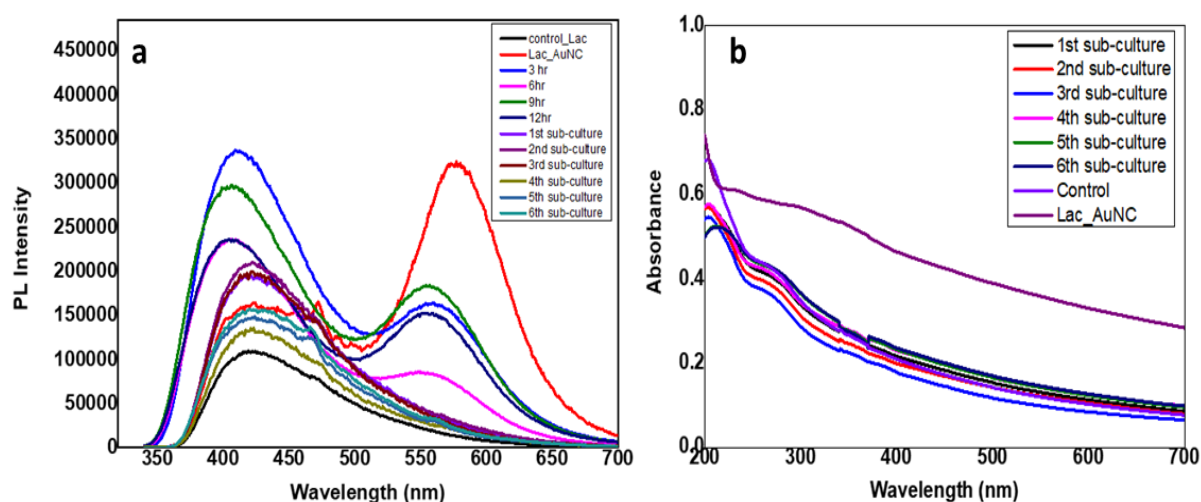 a
control_Lac
Lac_AuNC
3 hr
6hr
9hr
12hr
1st sub-culture
2nd sub-culture
3rd sub-culture
4th sub-culture
5th sub-culture
6th sub-culture
PL Intensity
450000
400000
350000
300000
250000
200000
150000
100000
50000
0
350 400 450 500 550 600 650 700
Wavelength (nm)
b
1st sub-culture
2nd sub-culture
3rd sub-culture
4th sub-culture
5th sub-culture
6th sub-culture
Control
Lac_AuNC
Absorbance
1.0
0.8
0.6
0.4
0.2
0.0
200 300 400 500 600 700
Wavelength (nm)